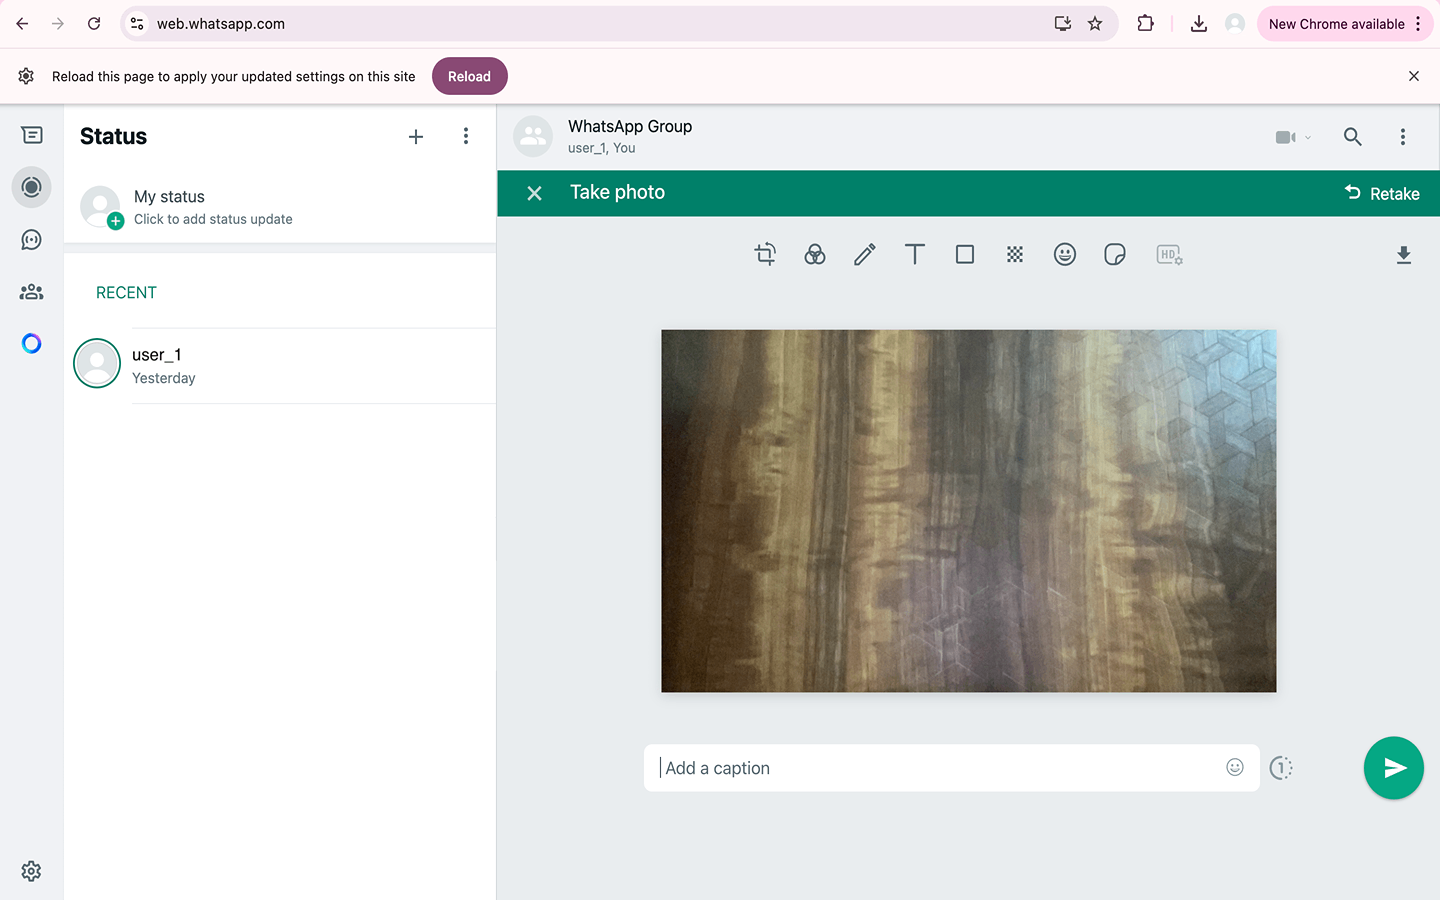 web.whatsapp.com
New Chrome available
Reload this page to apply your updated settings on this site
Reload
Status
My status
Click to add status update
RECENT
user_1
Yesterday
WhatsApp Group
user_1, You
Take photo
Retake
HD
Add a caption
1